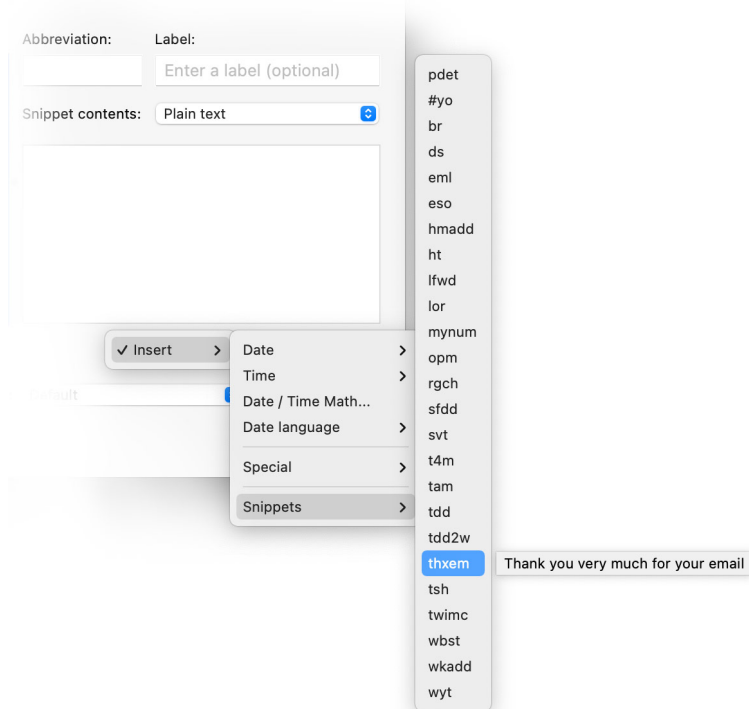 Abbreviation:
Label:
Enter a label (optional)
Snippet contents:
Plain text
✓ Insert
Default
Date
Time
Date / Time Math...
Date language
Special
Snippets
pdet
#yo
br
ds
eml
eso
hmadd
ht
lfwd
lor
mynum
opm
rgch
sfdd
svt
t4m
tam
tdd
tdd2w
thxem
Thank you very much for your email
tsh
twimc
wbst
wkadd
wyt